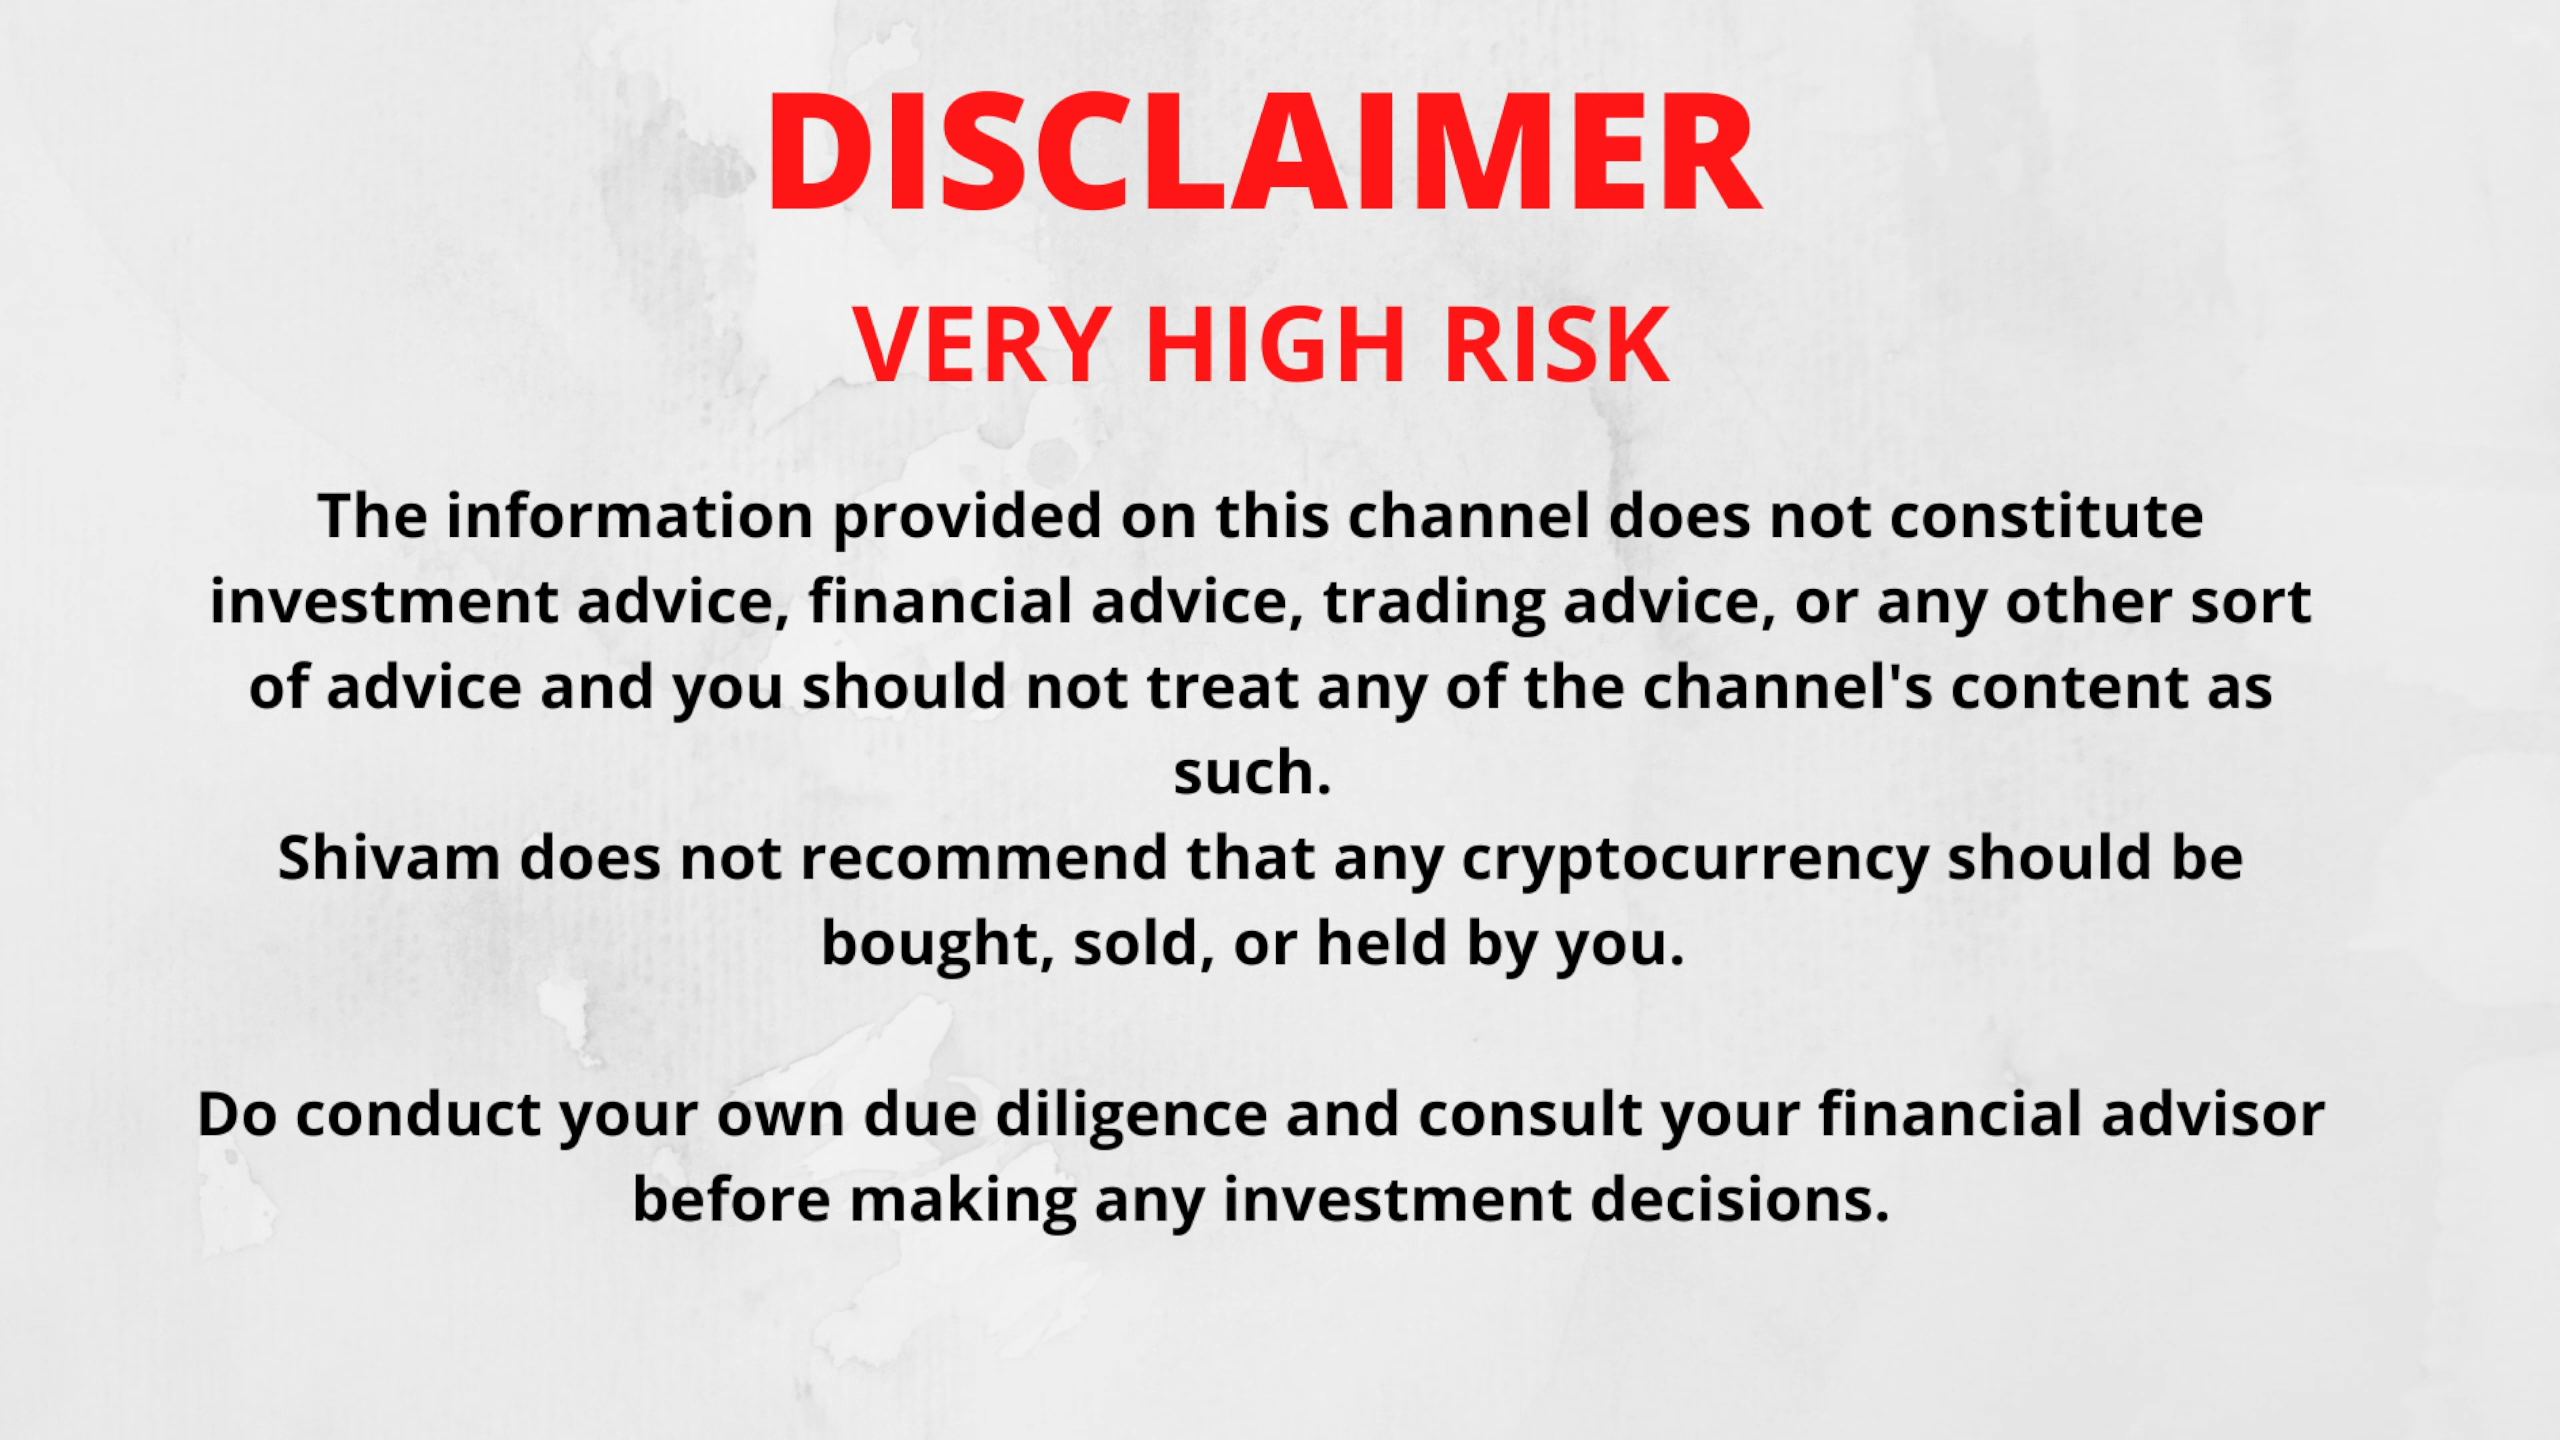 DISCLAIMER
VERY HIGH RISK
The information provided on this channel does not constitute
investment advice, financial advice, trading advice, or any other sort
of advice and you should not treat any of the channel's content as
such.
Shivam does not recommend that any cryptocurrency should be
bought, sold, or held by you.
Do conduct your own due diligence and consult your financial advisor
before making any investment decisions.